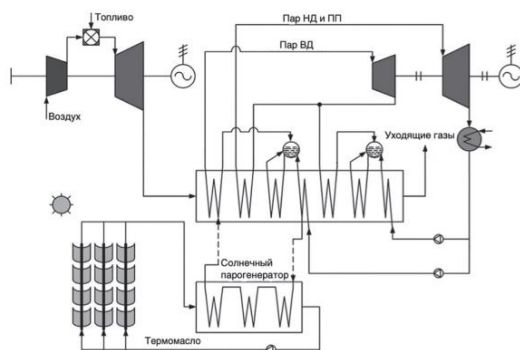 Топливо
Пар НД и ПП
Пар ВД
Воздух
Уходящие газы
Солнечный
парогенератор
Термомасло